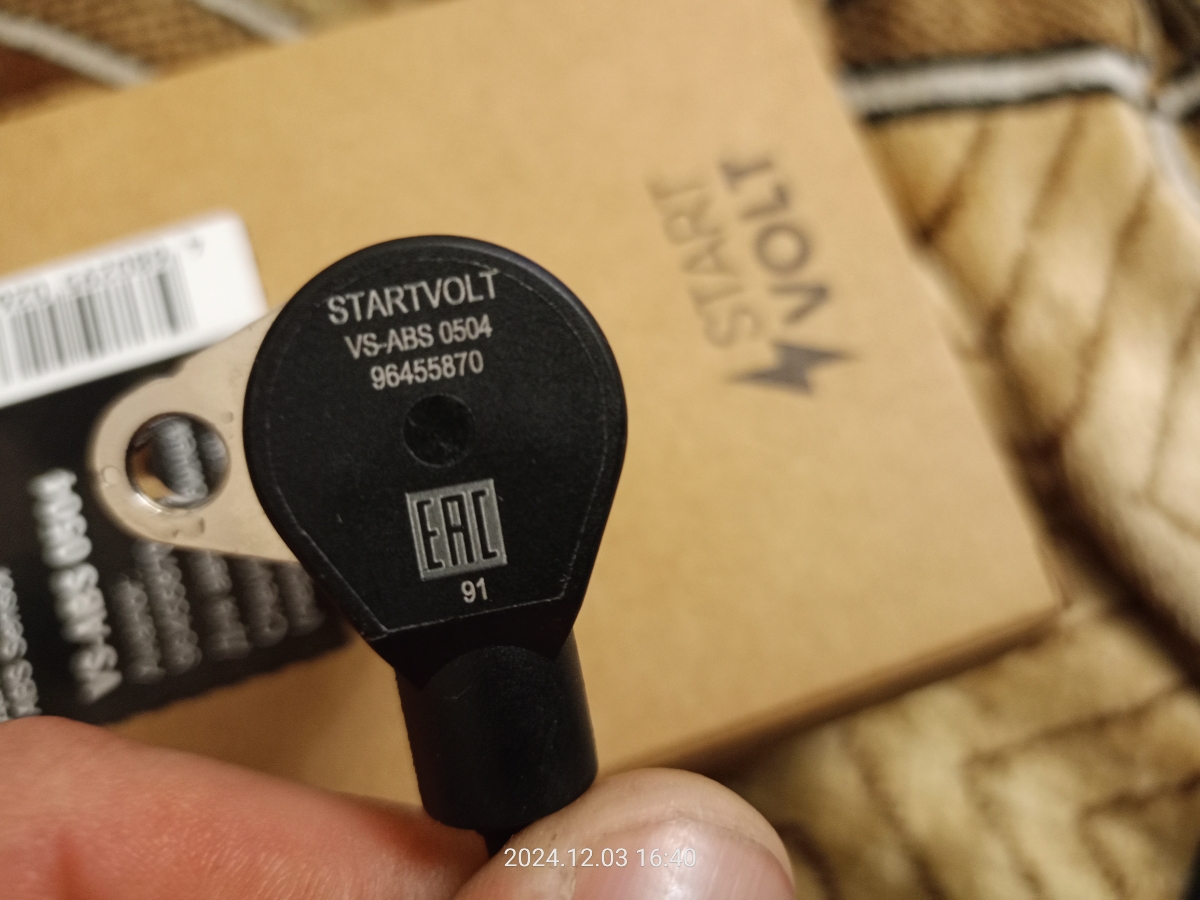 STARTVOLT
VS-ABS 0504
96455870
EAC
91
START
VOLT
VS-ABS 0504
2024.12.03 16:40